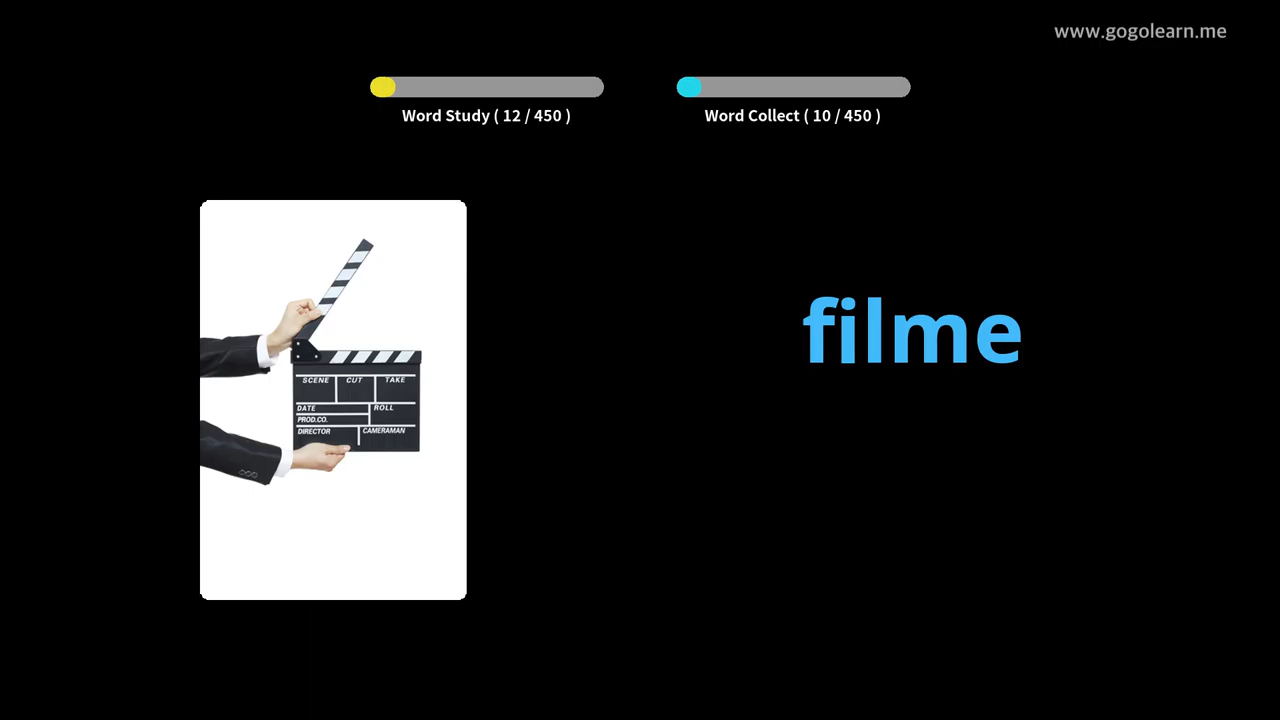 www.gogolearn.me
Word Study ( 12 / 450 )
Word Collect ( 10 / 450 )
filme
SCENE CUT TAKE
DATE ROLL
PROD.CO.
DIRECTOR CAMERAMAN